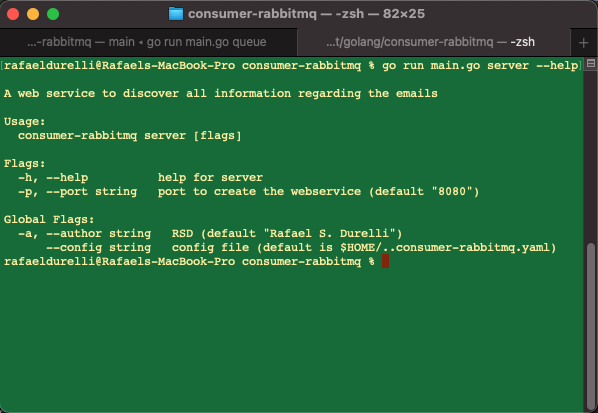 consumer-rabbitmq — -zsh — 82×25
...-rabbitmq — main • go run main.go queue
...t/golang/consumer-rabbitmq — -zsh
+
[rafaeldurelli@Rafaels-MacBook-Pro consumer-rabbitmq % go run main.go server --help]
A web service to discover all information regarding the emails
Usage:
consumer-rabbitmq server [flags]
Flags:
-h, --help help for server
-p, --port string port to create the webservice (default "8080")
Global Flags:
-a, --author string RSD (default "Rafael S. Durelli")
--config string config file (default is $HOME/..consumer-rabbitmq.yaml)
rafaeldurelli@Rafaels-MacBook-Pro consumer-rabbitmq %